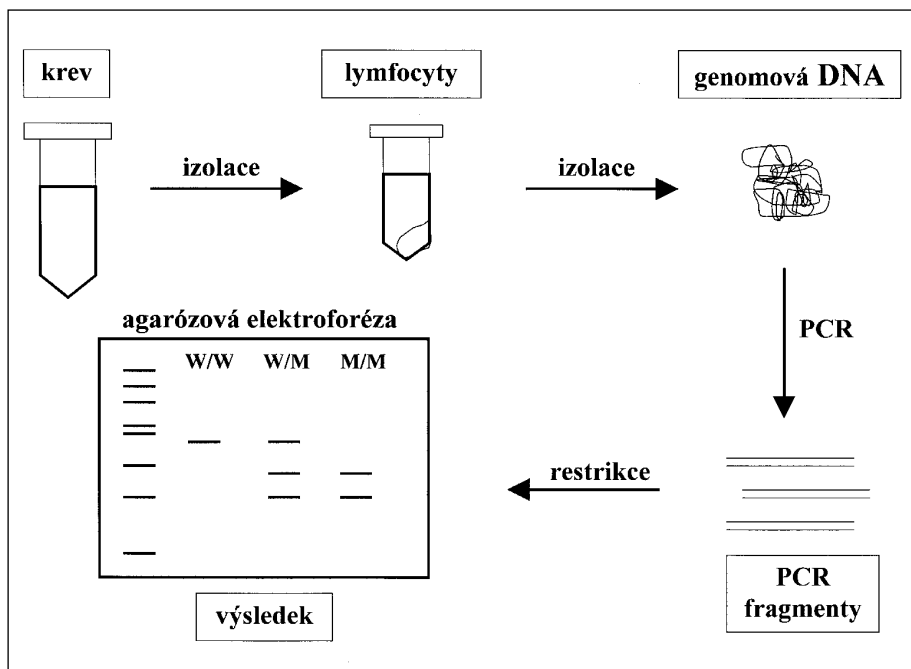 krev
lymfocyty
genomová DNA
izolace
izolace
PCR
agarózová elektroforéza
W/W W/M M/M
restrikce
PCR
fragmenty
výsledek